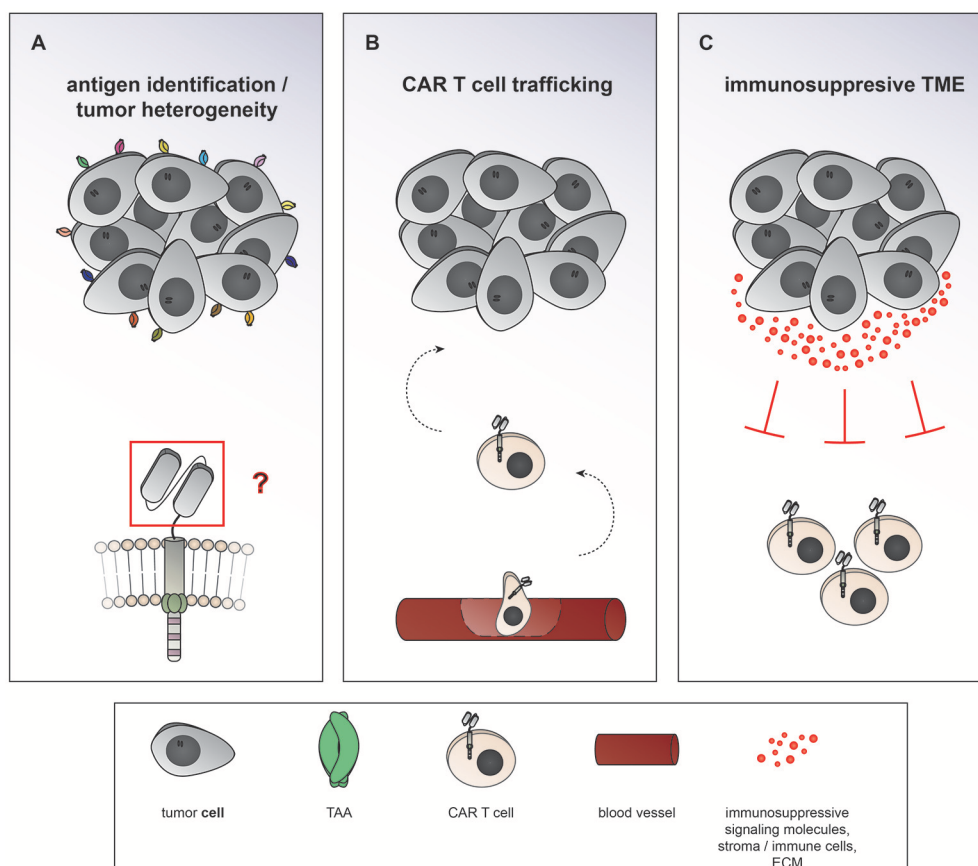 A
antigen identification /
tumor heterogeneity
?
B
CAR T cell trafficking
C
immunosuppresive TME
tumor cell
TAA
CAR T cell
blood vessel
immunosuppressive
signaling molecules,
stroma / immune cells,
ECM